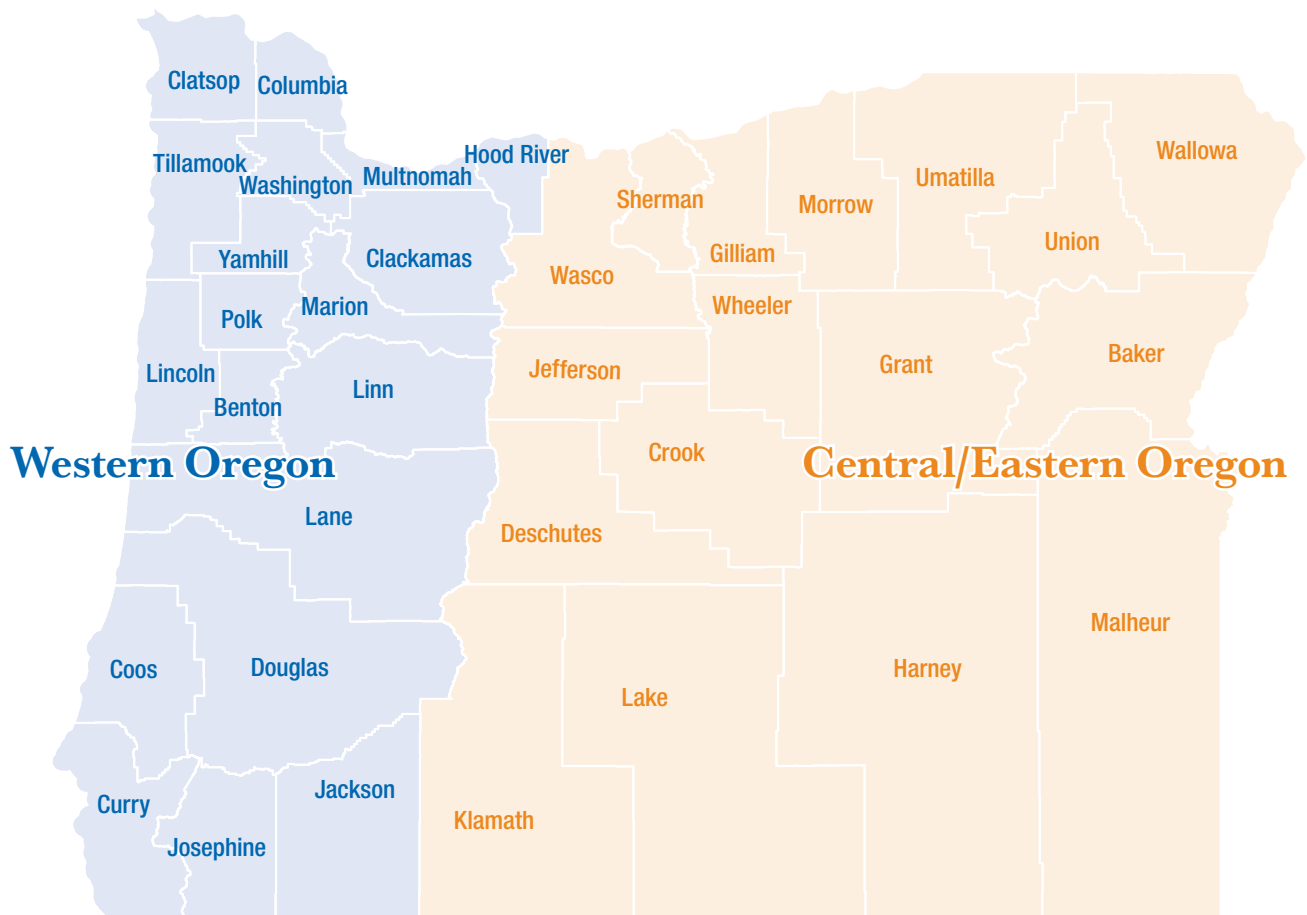 Clatsop
Columbia
Hood River
Tillamook
Washington
Multnomah
Wallowa
Umatilla
Sherman
Morrow
Union
Yamhill
Clackamas
Gilliam
Wasco
Marion
Wheeler
Polk
Lincoln
Jefferson
Grant
Baker
Linn
Benton
Crook
Western Oregon
Central/Eastern Oregon
Lane
Deschutes
Malheur
Coos
Douglas
Harney
Lake
Jackson
Curry
Klamath
Josephine